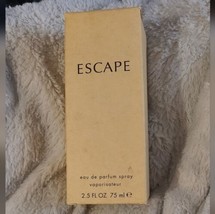 ESCAPE
eau de parfum spray
vaporisateur
2.5 FL.OZ. 75 ml ℮